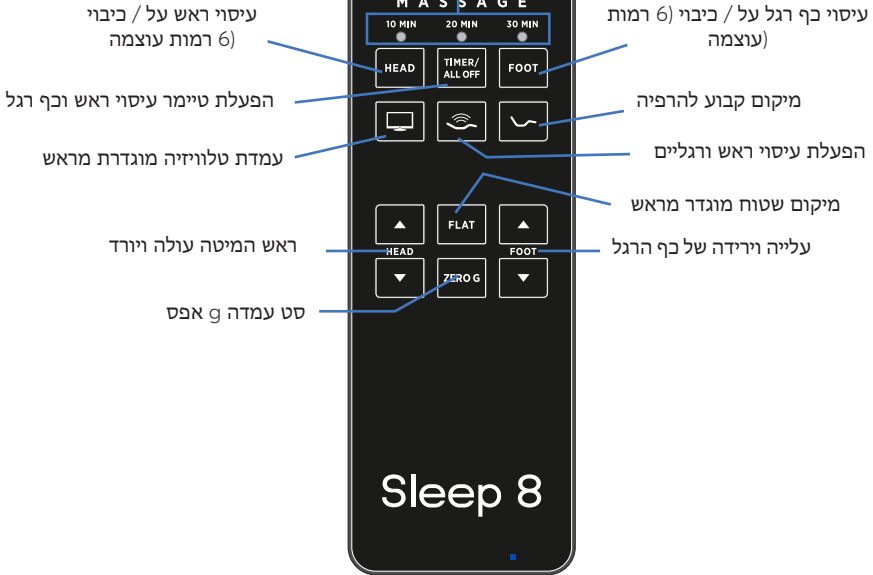 MASSAGE
עיסוי ראש על / כיבוי
(6 רמות עוצמה
עיסוי כף רגל על / כיבוי (6 רמות
עוצמה)
10 MIN 20 MIN 30 MIN
HEAD
TIMER/
ALL OFF
FOOT
הפעלת טיימר עיסוי ראש וכף רגל
מיקום קבוע להרפיה
עמדת טלוויזיה מוגדרת מראש
הפעלת עיסוי ראש ורגליים
מיקום שטוח מוגדר מראש
FLAT
ראש המיטה עולה ויורד
HEAD
FOOT
עלייה וירידה של כף הרגל
ZERO G
סט עמדה g אפס
Sleep 8